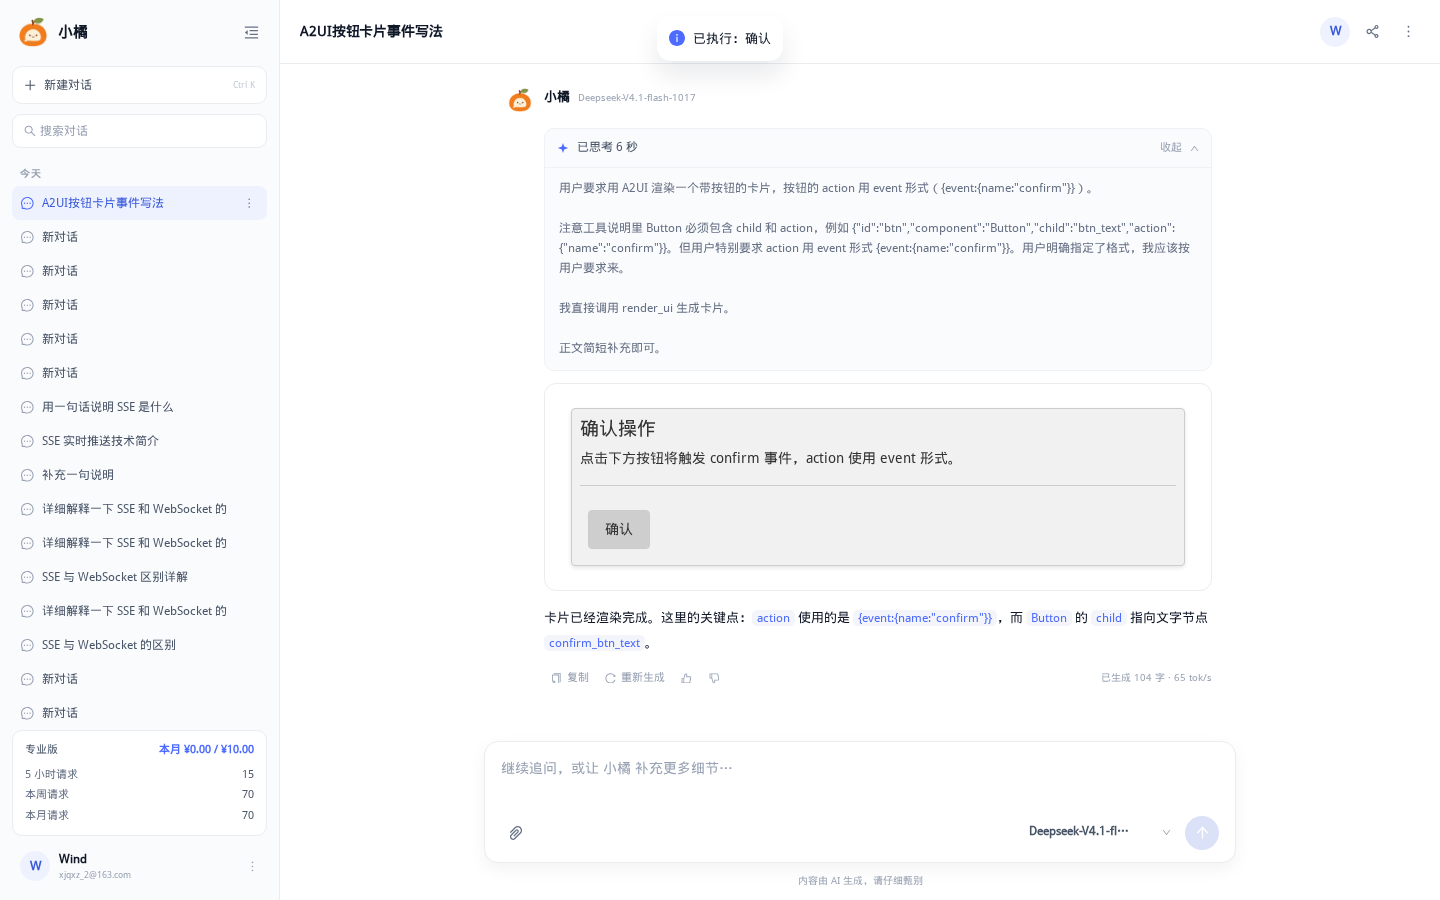 小橘
新建对话
Ctrl K
搜索对话
今天
A2UI按钮卡片事件写法
新对话
新对话
新对话
新对话
新对话
用一句话说明 SSE 是什么
SSE 实时推送技术简介
补充一句说明
详细解释一下 SSE 和 WebSocket 的
详细解释一下 SSE 和 WebSocket 的
SSE 与 WebSocket 区别详解
详细解释一下 SSE 和 WebSocket 的
SSE 与 WebSocket 的区别
新对话
新对话
专业版
本月 ¥0.00 / ¥10.00
5 小时请求 15
本周请求 70
本月请求 70
W
Wind
xjqxz_2@163.com
A2UI按钮卡片事件写法
已执行：确认
W
小橘 Deepseek-V4.1-flash-1017
已思考 6 秒
收起
用户要求用 A2UI 渲染一个带按钮的卡片，按钮的 action 用 event 形式（{event:{name:"confirm"}}）。
注意工具说明里 Button 必须包含 child 和 action，例如 {"id":"btn","component":"Button","child":"btn_text","action":
{"name":"confirm"}}。但用户特别要求 action 用 event 形式 {event:{name:"confirm"}}。用户明确指定了格式，我应该按
用户要求来。
我直接调用 render_ui 生成卡片。
正文简短补充即可。
确认操作
点击下方按钮将触发 confirm 事件，action 使用 event 形式。
确认
卡片已经渲染完成。这里的关键点：action 使用的是 {event:{name:"confirm"}}，而 Button 的 child 指向文字节点
confirm_btn_text。
复制
重新生成
已生成 104 字 · 65 tok/s
继续追问，或让 小橘 补充更多细节…
Deepseek-V4.1-fl…
内容由 AI 生成，请仔细甄别